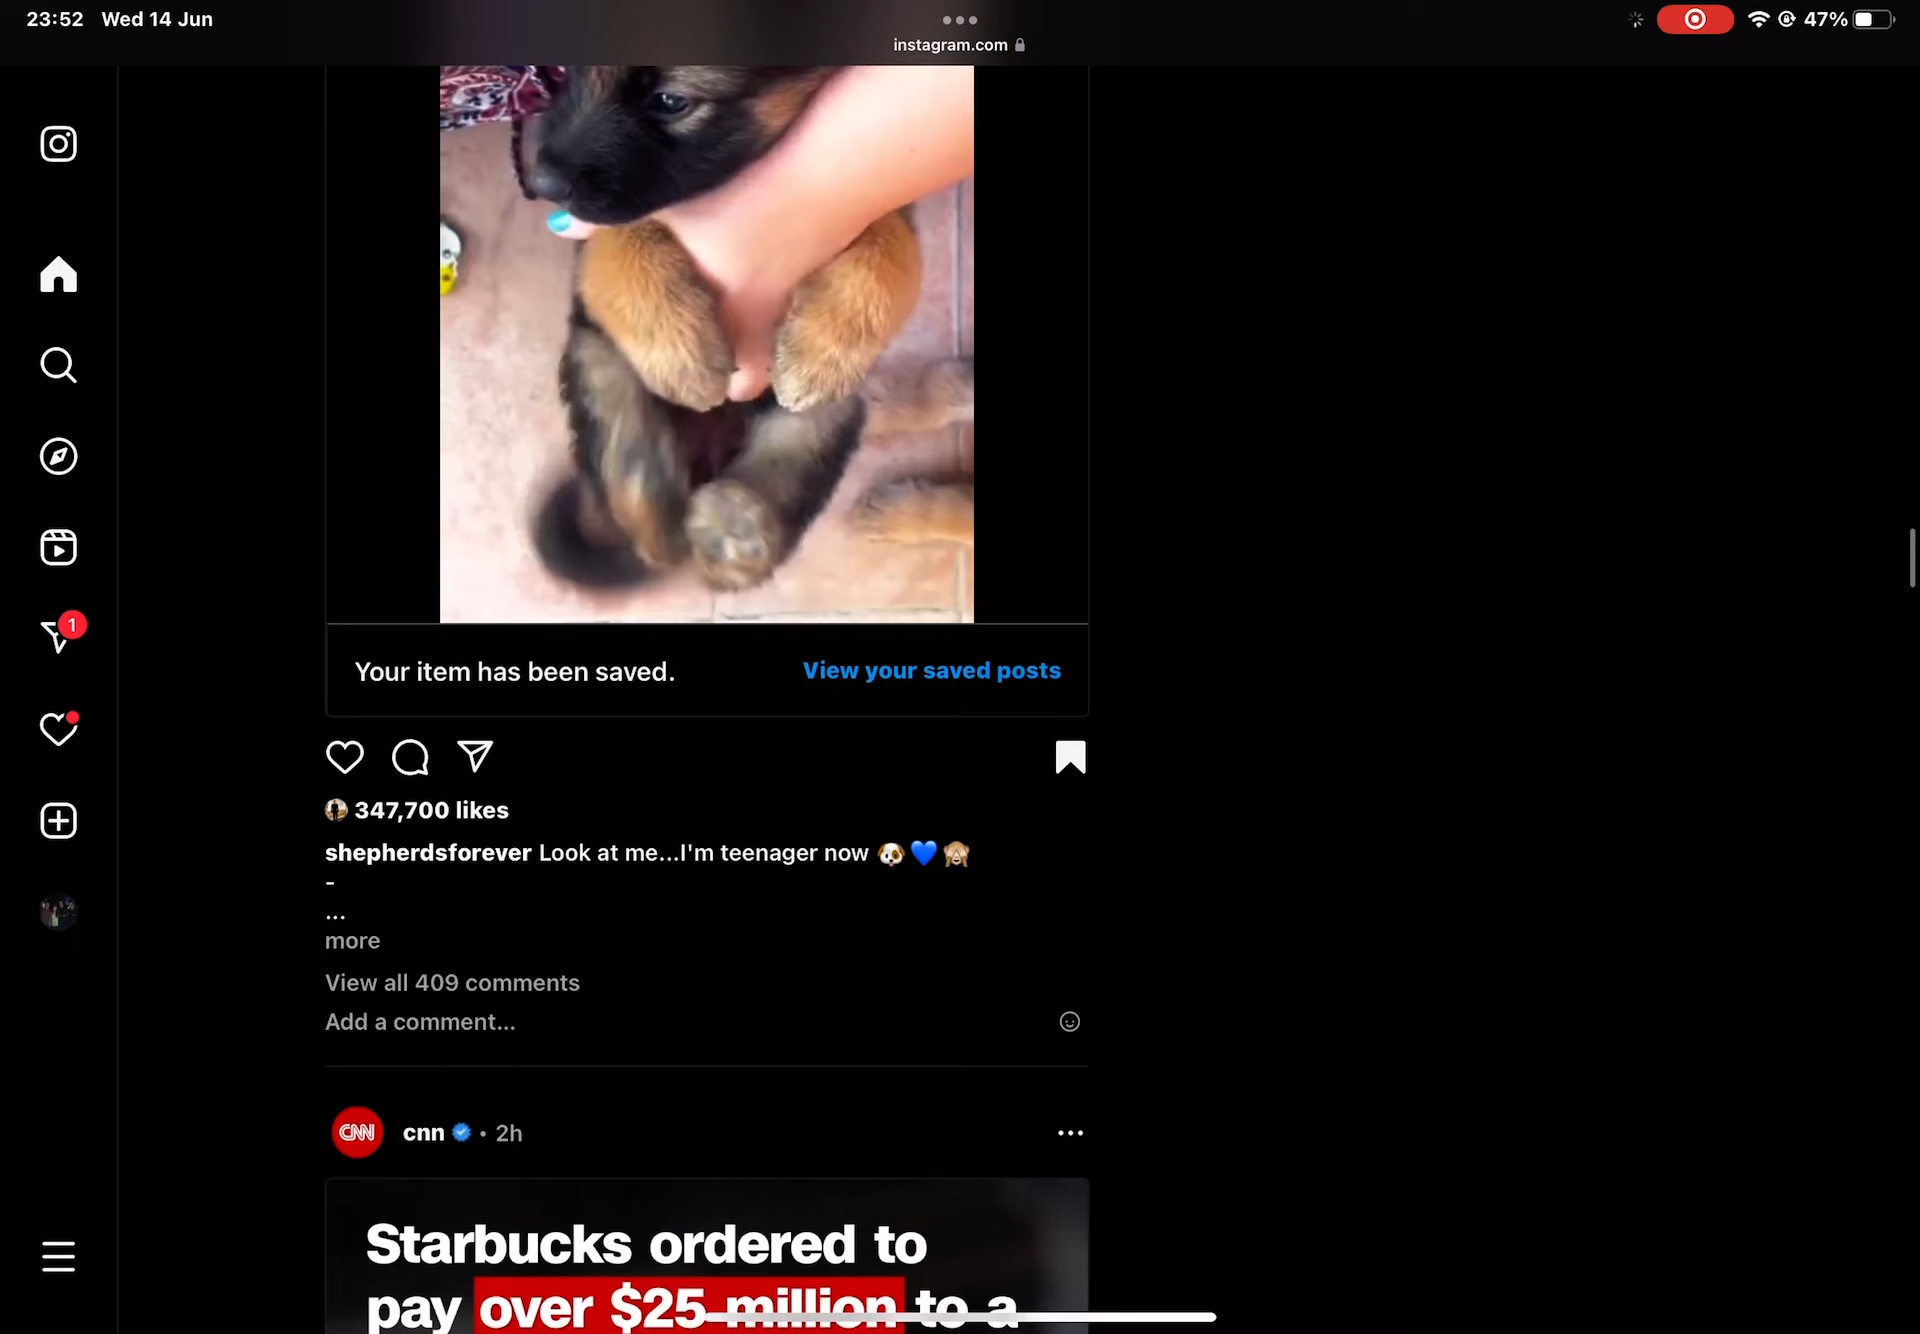 23:52 Wed 14 Jun
47%
instagram.com
1
Your item has been saved.
View your saved posts
347,700 likes
shepherdsforever Look at me...I'm teenager now 🐶💙🙈
-
...
more
View all 409 comments
Add a comment...
CNN
cnn • 2h
Starbucks ordered to
pay over $25 million to a